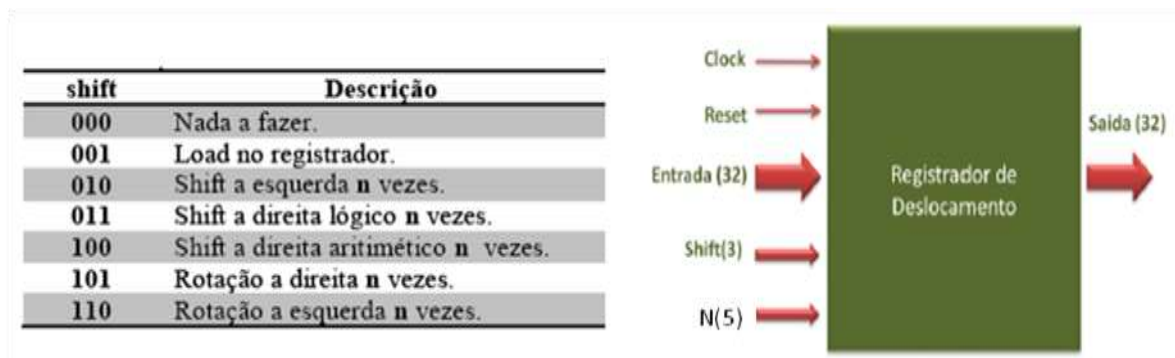 shift Descrição
000 Nada a fazer.
001 Load no registrador.
010 Shift a esquerda n vezes.
011 Shift a direita lógico n vezes.
100 Shift a direita aritimético n vezes.
101 Rotação a direita n vezes.
110 Rotação a esquerda n vezes.
Clock
Reset
Entrada (32)
Shift(3)
N(5)
Registrador de
Deslocamento
Saida (32)